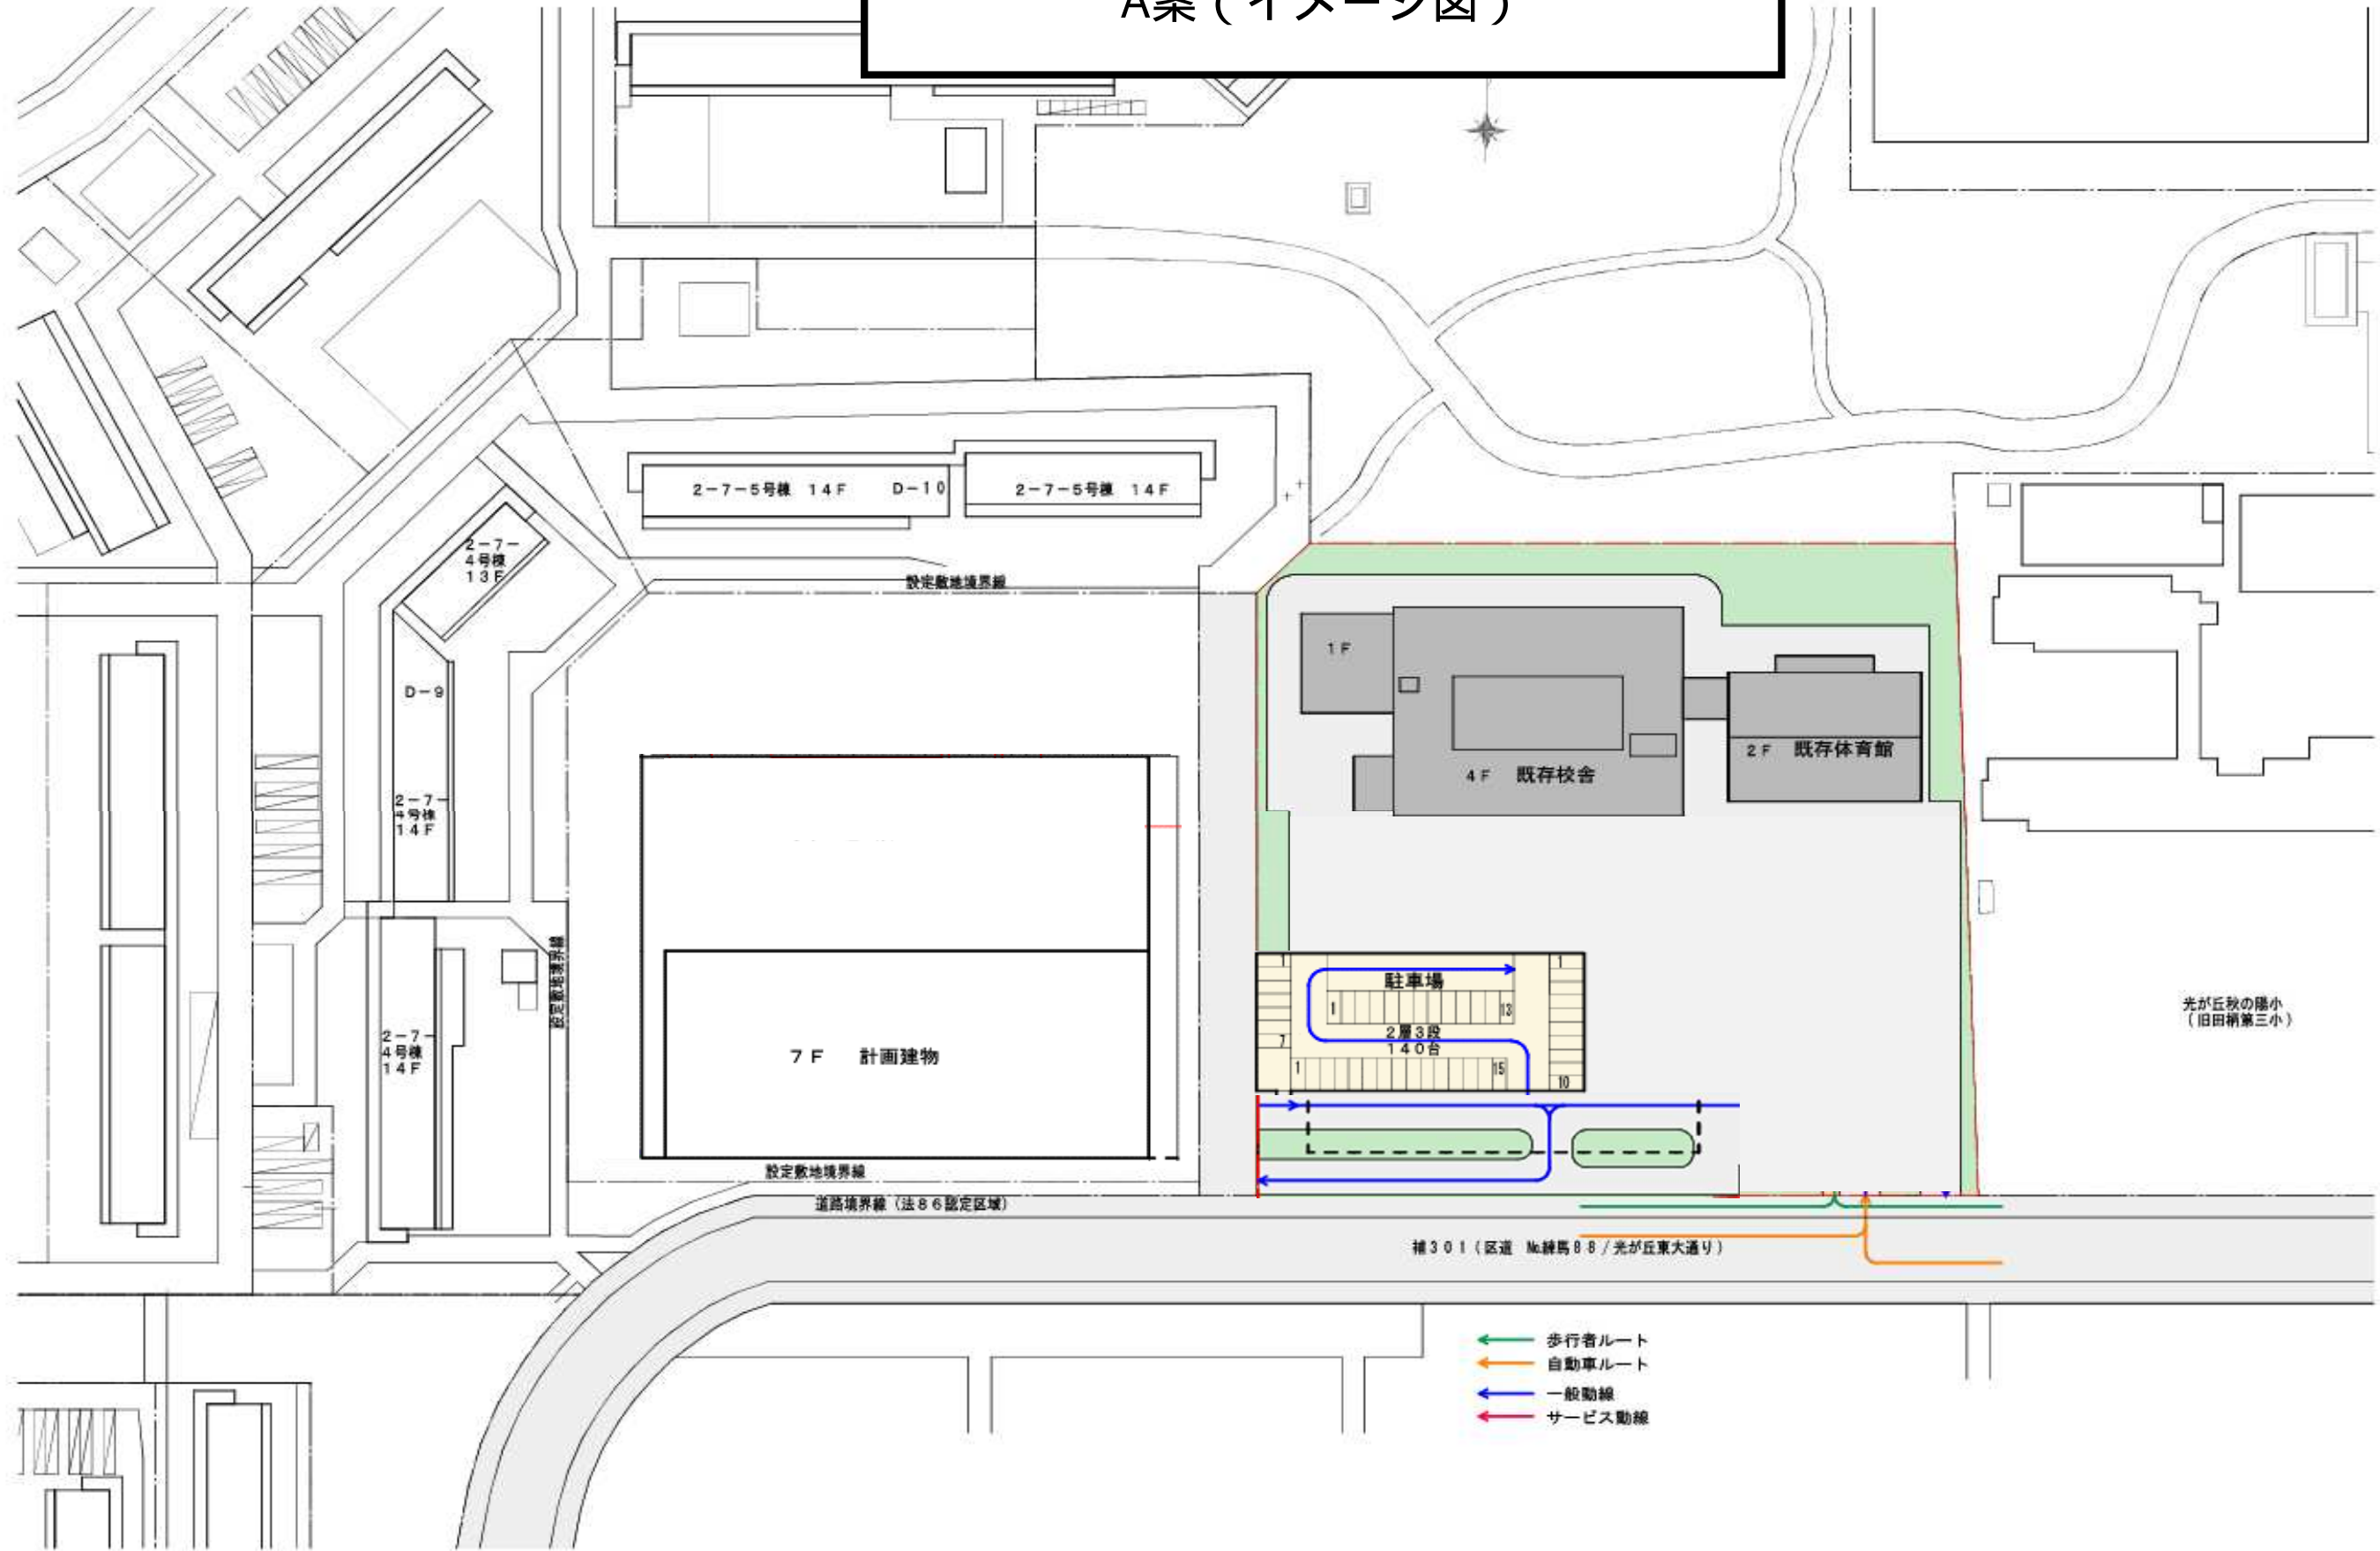 A案（イメージ図）
2-7-5号棟 14F
D-10
2-7-5号棟 14F
2-7-
4号棟
13F
設定敷地境界線
1F
D-9
2F 既存体育館
4F 既存校舎
2-7-
4号棟
14F
設定敷地境界線
1
駐車場
1
1
13
7
2層3段
140台
1
15
10
光が丘秋の陽小
（旧田柄第三小）
2-7-
4号棟
14F
7F 計画建物
設定敷地境界線
道路境界線（法86認定区域）
補301（区道 No.練馬88/光が丘東大通り）
歩行者ルート
自動車ルート
一般動線
サービス動線